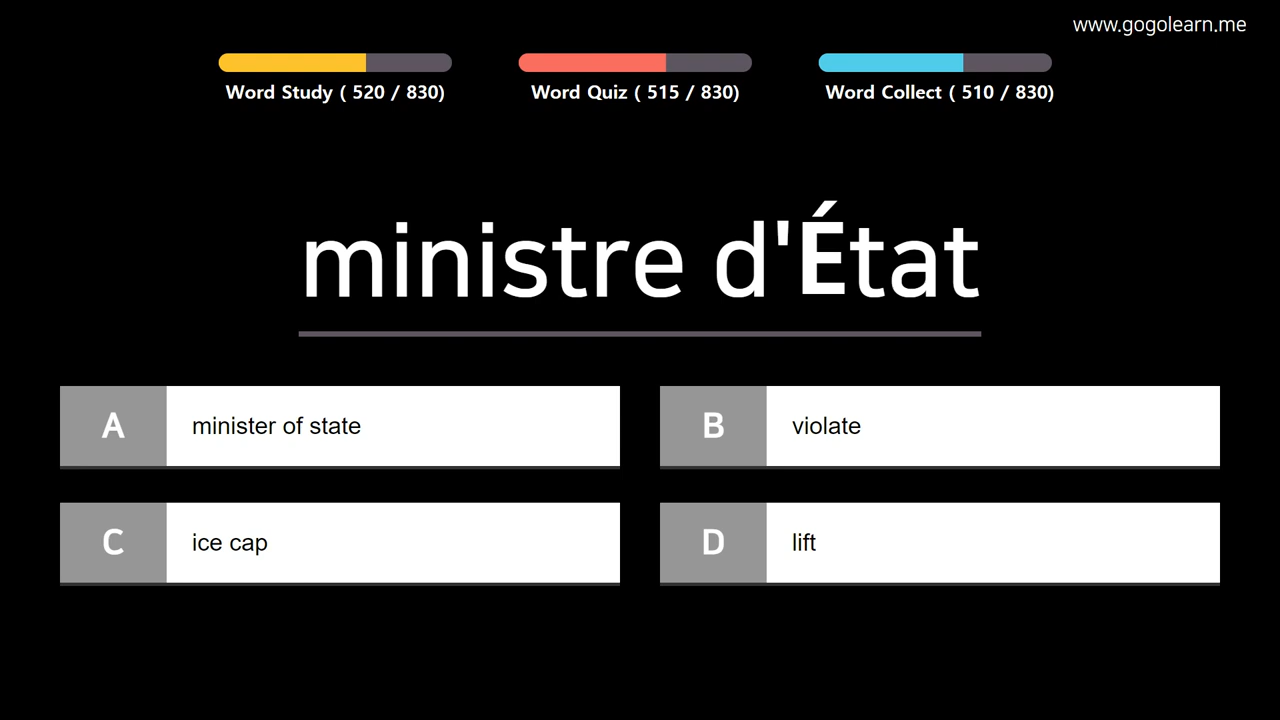 www.gogolearn.me
Word Study ( 520 / 830)
Word Quiz ( 515 / 830)
Word Collect ( 510 / 830)
ministre d'État
A
minister of state
B
violate
C
ice cap
D
lift